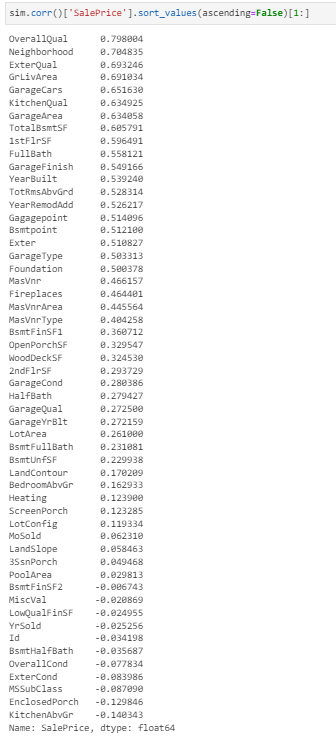 sim.corr()['SalePrice'].sort_values(ascending=False)[1:]
OverallQual 0.798004
Neighborhood 0.704835
ExterQual 0.693246
GrLivArea 0.691034
GarageCars 0.651630
KitchenQual 0.634925
GarageArea 0.634058
TotalBsmtSF 0.605791
1stFlrSF 0.596491
FullBath 0.558121
GarageFinish 0.549166
YearBuilt 0.539240
TotRmsAbvGrd 0.528314
YearRemodAdd 0.526217
Gagagepoint 0.514096
Bsmtpoint 0.512100
Exter 0.510827
GarageType 0.503313
Foundation 0.500378
MasVnr 0.466157
Fireplaces 0.464401
MasVnrArea 0.445564
MasVnrType 0.404258
BsmtFinSF1 0.360712
OpenPorchSF 0.329547
WoodDeckSF 0.324530
2ndFlrSF 0.293729
GarageCond 0.280386
HalfBath 0.279427
GarageQual 0.272500
GarageYrBlt 0.272159
LotArea 0.261000
BsmtFullBath 0.231081
BsmtUnfSF 0.229938
LandContour 0.170209
BedroomAbvGr 0.162933
Heating 0.123900
ScreenPorch 0.123285
LotConfig 0.119334
MoSold 0.062310
LandSlope 0.058463
3SsnPorch 0.049468
PoolArea 0.029813
BsmtFinSF2 -0.006743
MiscVal -0.020869
LowQualFinSF -0.024955
YrSold -0.025256
Id -0.034198
BsmtHalfBath -0.035687
OverallCond -0.077834
ExterCond -0.083986
MSSubClass -0.087090
EnclosedPorch -0.129846
KitchenAbvGr -0.140343
Name: SalePrice, dtype: float64